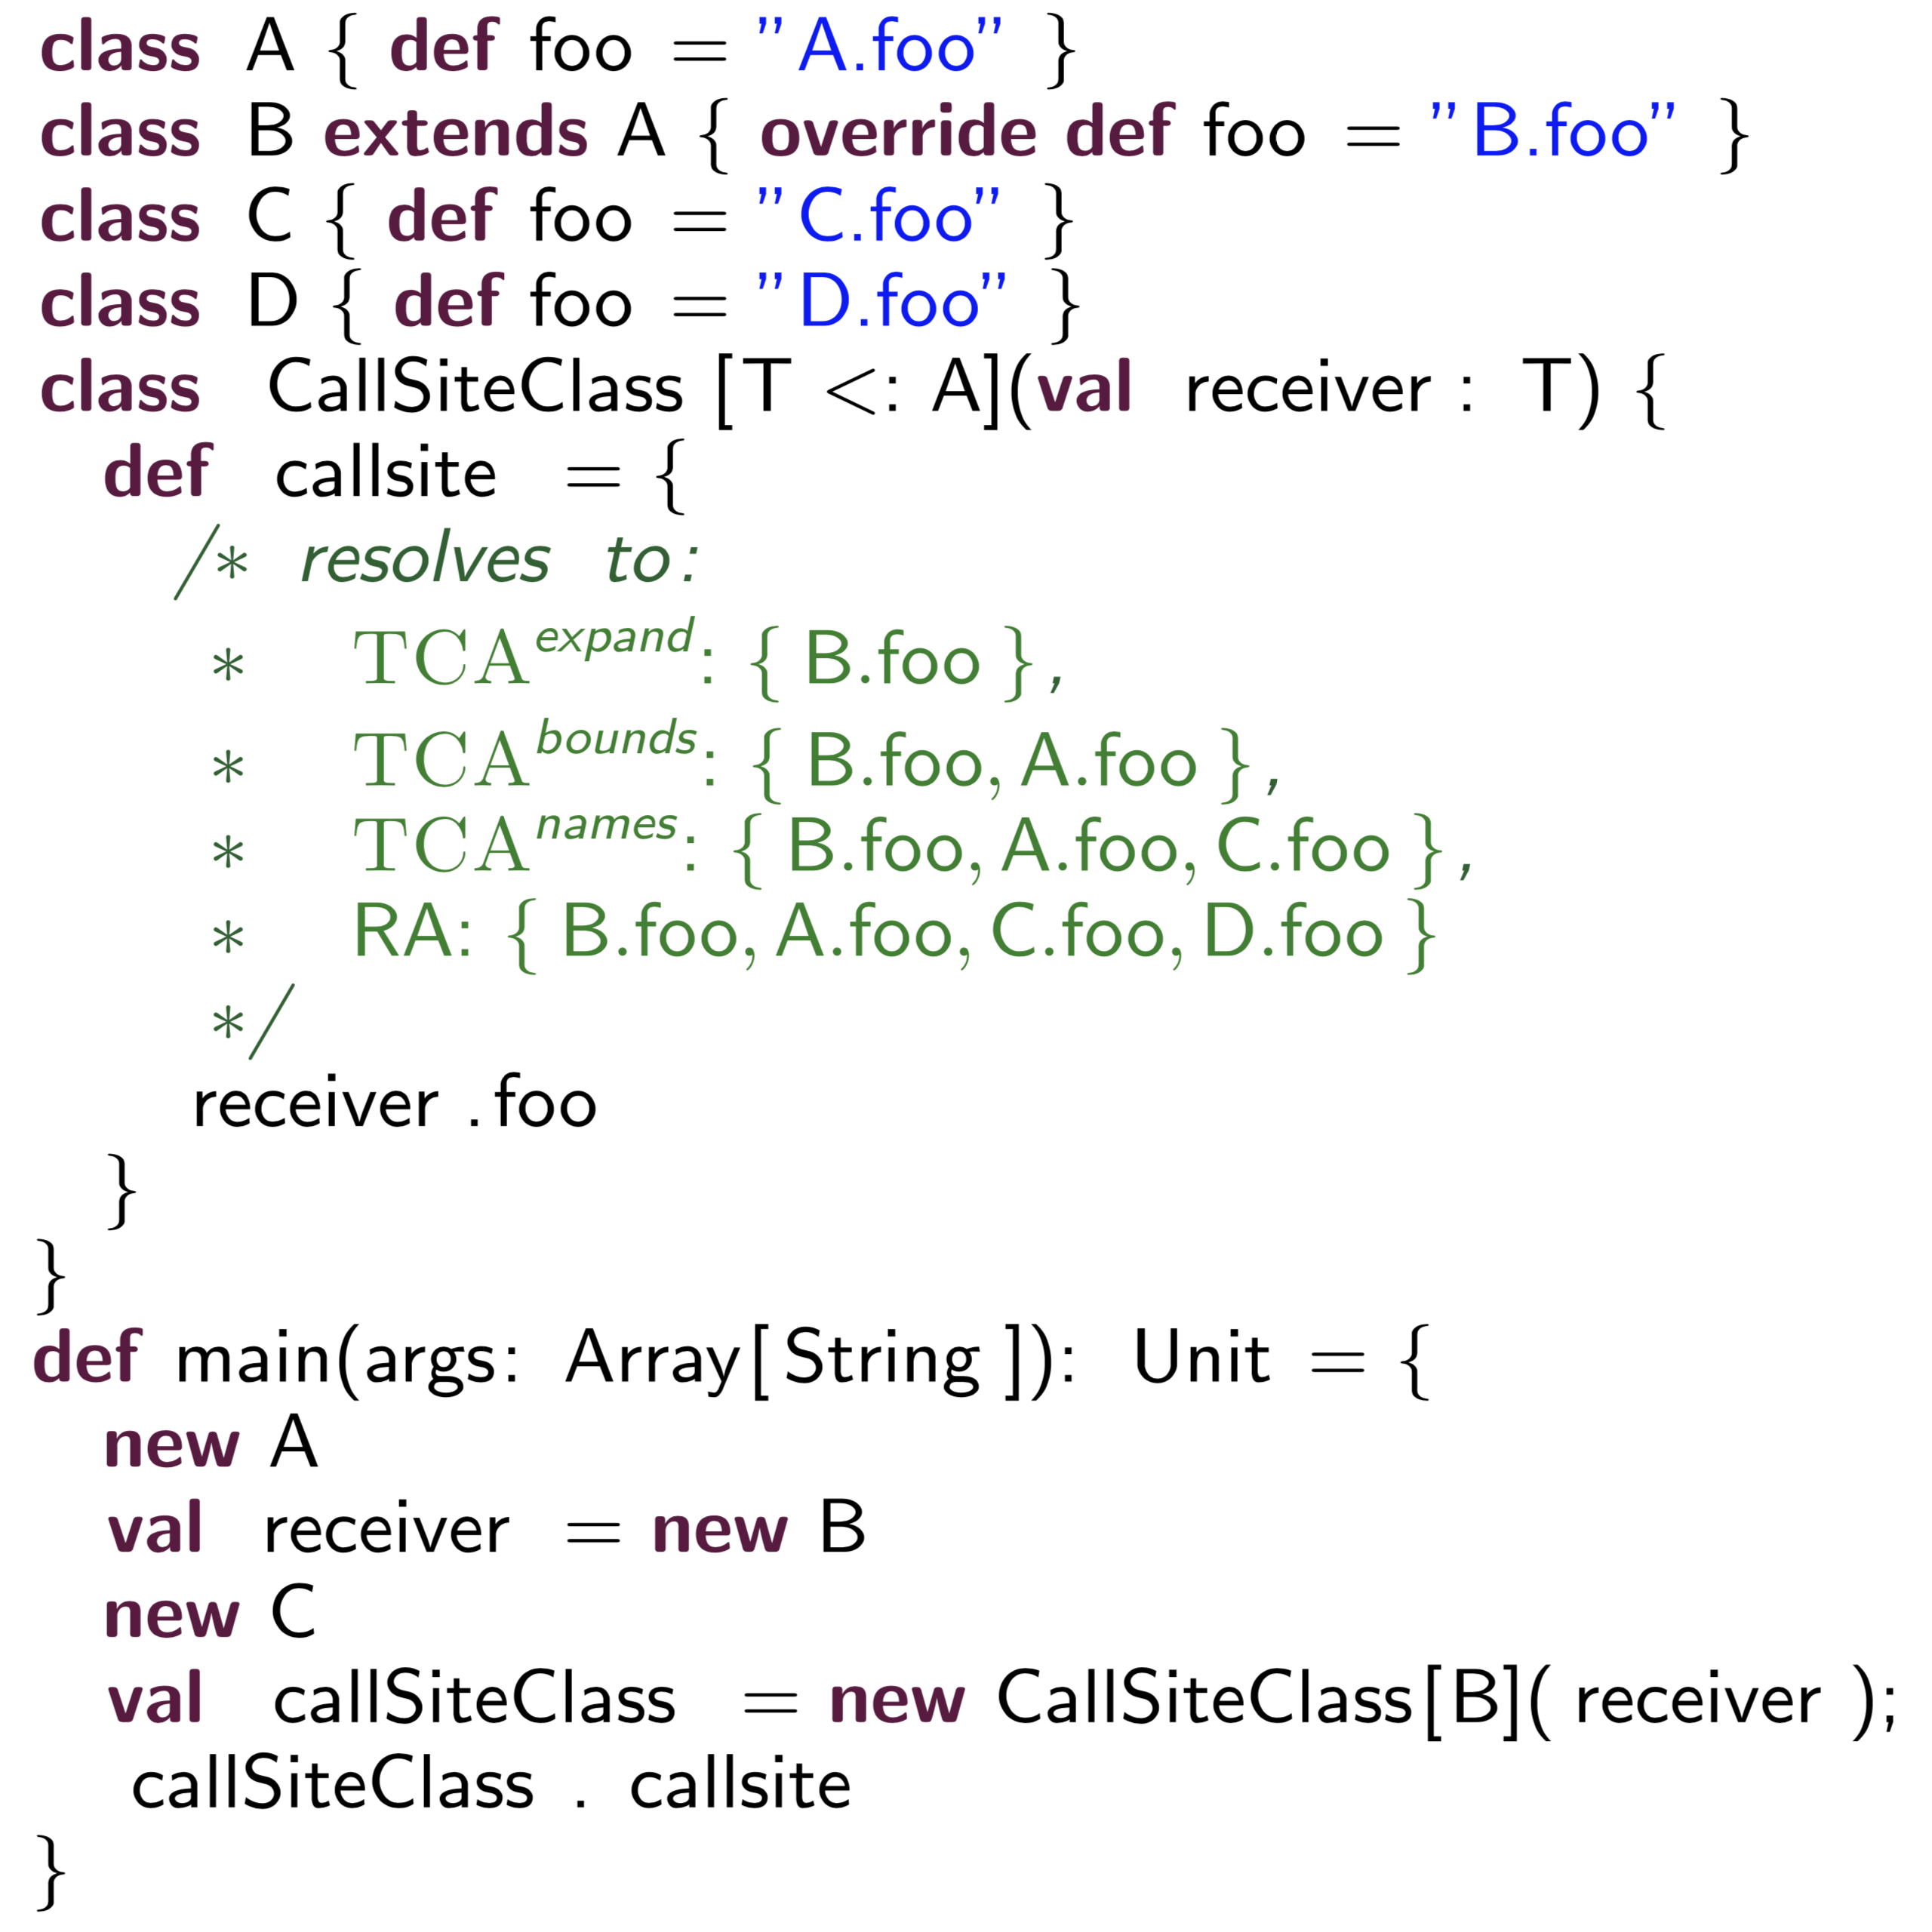 class A { def foo = "A.foo" }
class B extends A { override def foo = "B.foo" }
class C { def foo = "C.foo" }
class D { def foo = "D.foo" }
class CallSiteClass [T <: A](val receiver : T) {
def callsite = {
/* resolves to:
* TCA^expand: { B.foo },
* TCA^bounds: { B.foo, A.foo },
* TCA^names: { B.foo, A.foo, C.foo },
* RA: { B.foo, A.foo, C.foo, D.foo }
*/
receiver .foo
}
}
def main(args: Array[String]): Unit = {
new A
val receiver = new B
new C
val callSiteClass = new CallSiteClass[B]( receiver );
callSiteClass . callsite
}